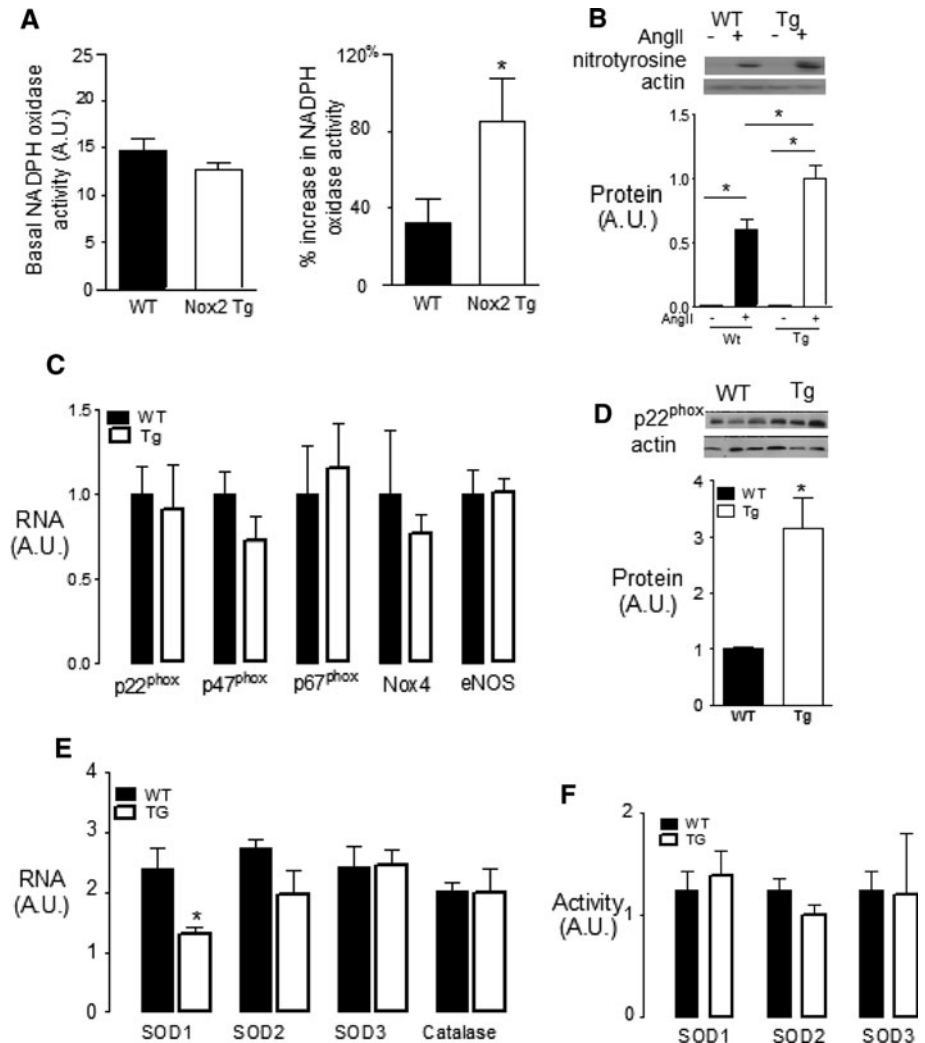 A
Basal NADPH oxidase
activity (A.U.)
25
20
15
10
5
0
WT
Nox2 Tg
% increase in NADPH
oxidase activity
120%
80
40
0
*
WT
Nox2 Tg
B
WT
Tg
AngII
-
+
-
+
nitrotyrosine
actin
Protein
(A.U.)
1.5
1.0
0.5
0.0
*
*
*
-
+
-
+
AngII
Wt
Tg
C
RNA
(A.U.)
1.5
1.0
0.5
0.0
WT
Tg
p22phox
p47phox
p67phox
Nox4
eNOS
D
WT
Tg
p22phox
actin
Protein
(A.U.)
4
3
2
1
0
WT
Tg
*
WT
Tg
E
RNA
(A.U.)
4
3
2
1
0
WT
TG
*
SOD1
SOD2
SOD3
Catalase
F
Activity
(A.U.)
2
1
0
WT
TG
SOD1
SOD2
SOD3